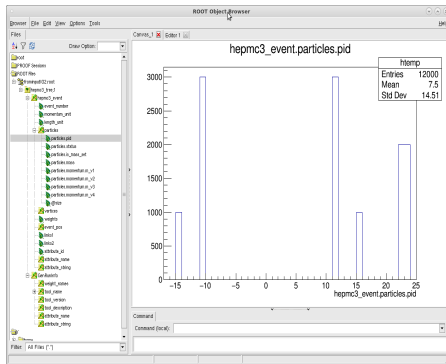 ROOT Object Browser
Browser File Edit View Options Tools
Help
Files
Canvas_1 Editor 1
Draw Option:
root
PROOF Sessions
ROOT Files
hepmc3_tree;1
hepmc3_event
event_number
momentum_unit
length_unit
particles
particles.pid
particles.status
particles.is_mass_set
particles.mass
particles.momentum.m_v1
particles.momentum.m_v2
particles.momentum.m_v3
particles.momentum.m_v4
@size
vertices
weights
event_pos
links1
links2
attribute_id
attribute_name
attribute_string
GenRunInfo
weight_names
tool_name
tool_version
tool_description
attribute_name
attribute_string
Filter: All Files (*.*)
hepmc3_event.particles.pid
htemp
Entries 12000
Mean 7.5
Std Dev 14.51
3000
2500
2000
1500
1000
500
0
−15 −10 −5 0 5 10 15 20 25
hepmc3_event.particles.pid
Command
Command (local):